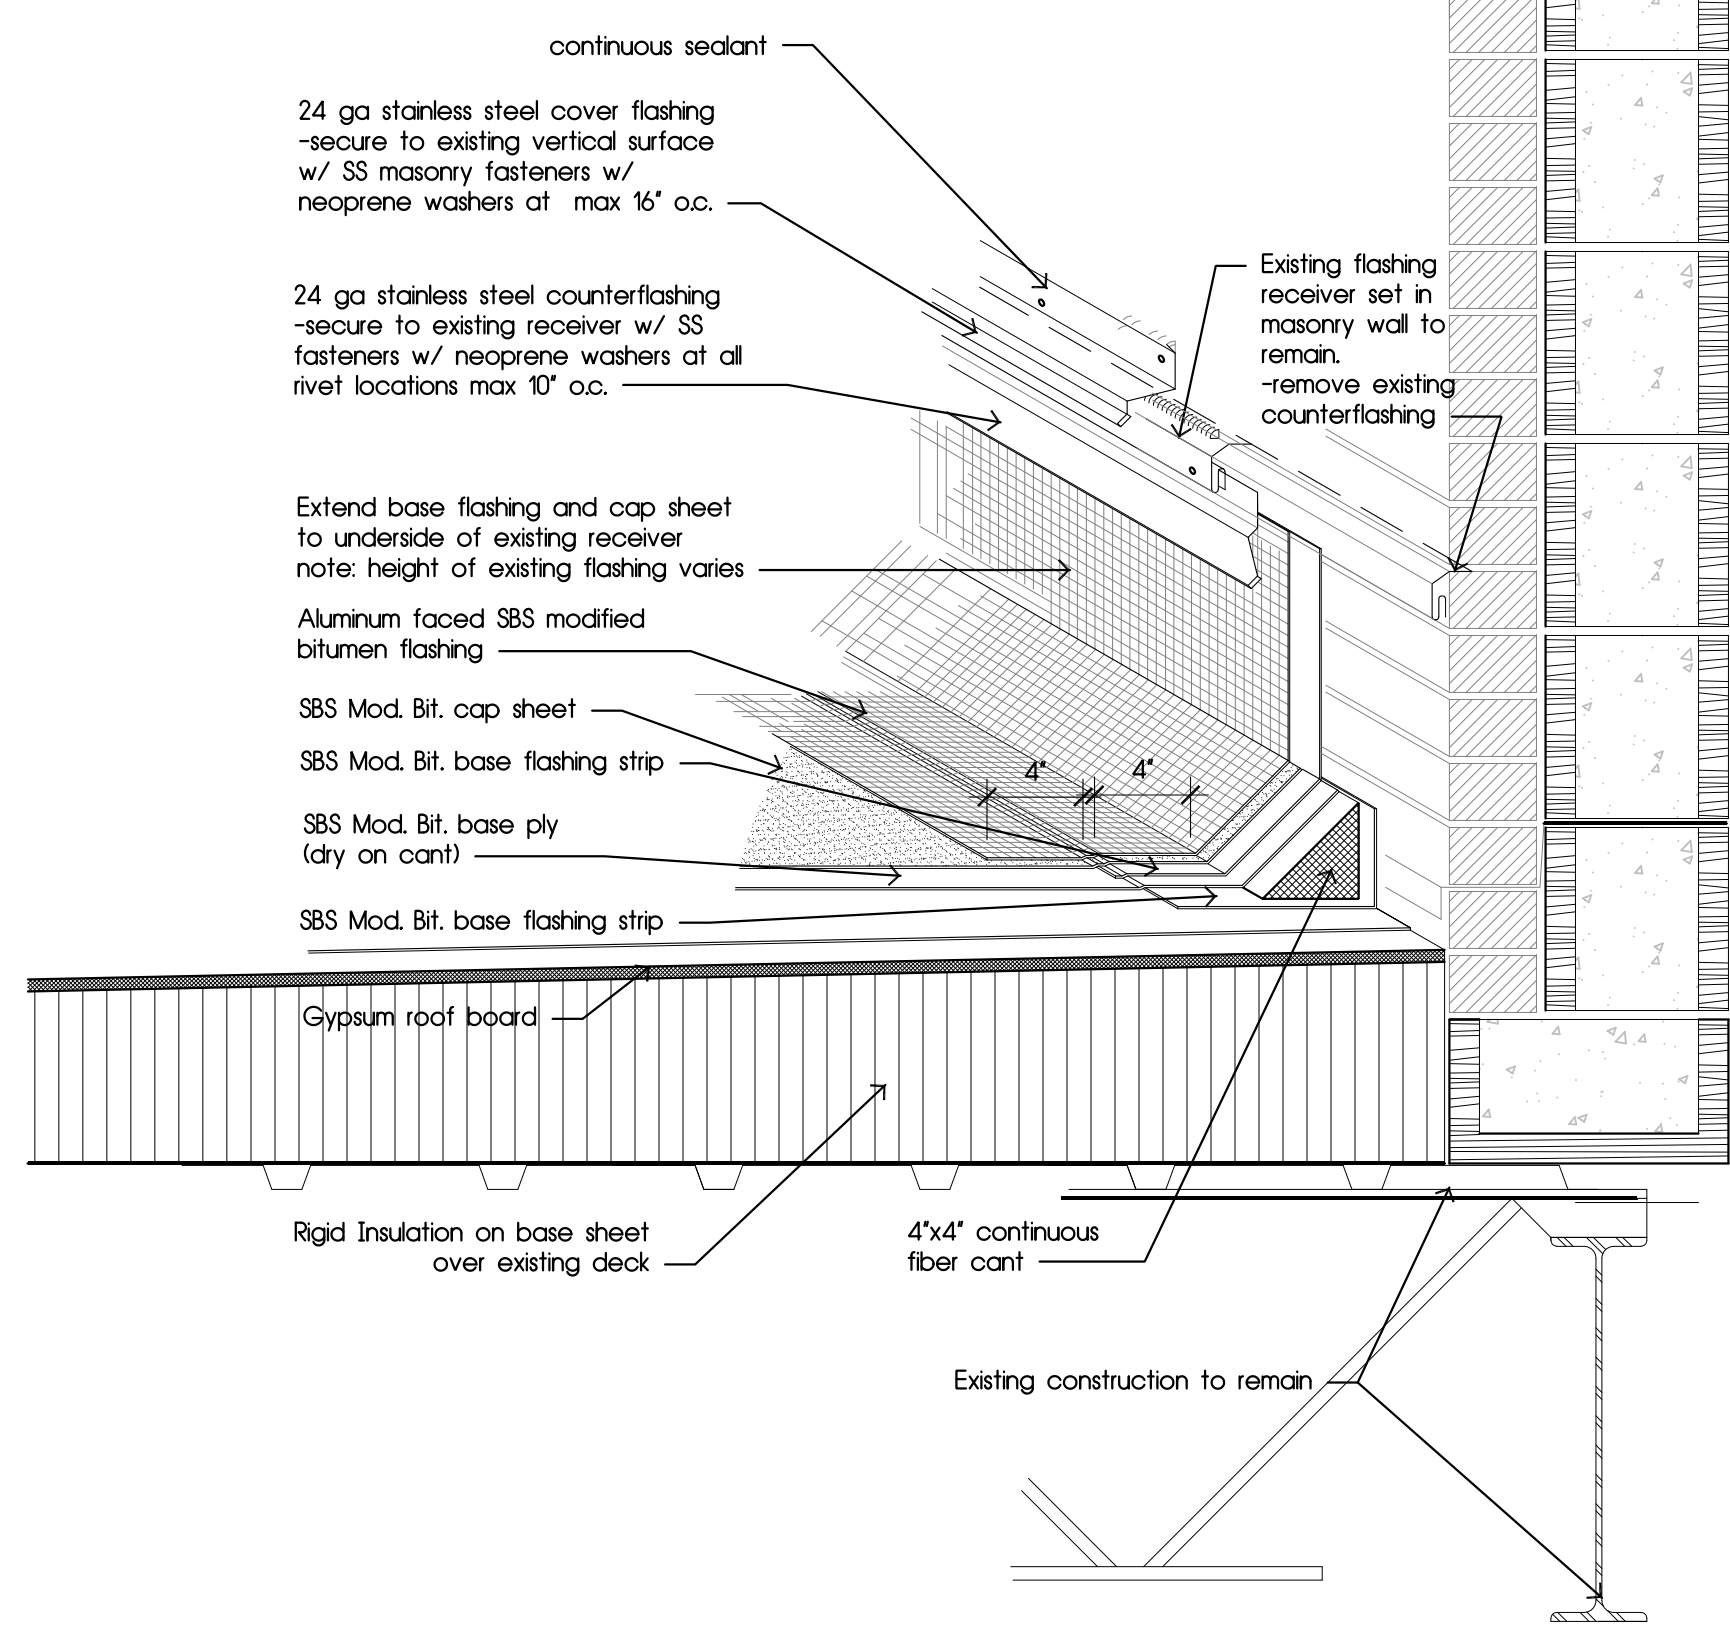 continuous sealant
24 ga stainless steel cover flashing
-secure to existing vertical surface
w/ SS masonry fasteners w/
neoprene washers at max 16" o.c.
Existing flashing
receiver set in
masonry wall to
remain.
-remove existing
counterflashing
24 ga stainless steel counterflashing
-secure to existing receiver w/ SS
fasteners w/ neoprene washers at all
rivet locations max 10" o.c.
Extend base flashing and cap sheet
to underside of existing receiver
note: height of existing flashing varies
Aluminum faced SBS modified
bitumen flashing
SBS Mod. Bit. cap sheet
SBS Mod. Bit. base flashing strip
4" 4"
SBS Mod. Bit. base ply
(dry on cant)
SBS Mod. Bit. base flashing strip
Gypsum roof board
Rigid Insulation on base sheet
over existing deck
4"x4" continuous
fiber cant
Existing construction to remain